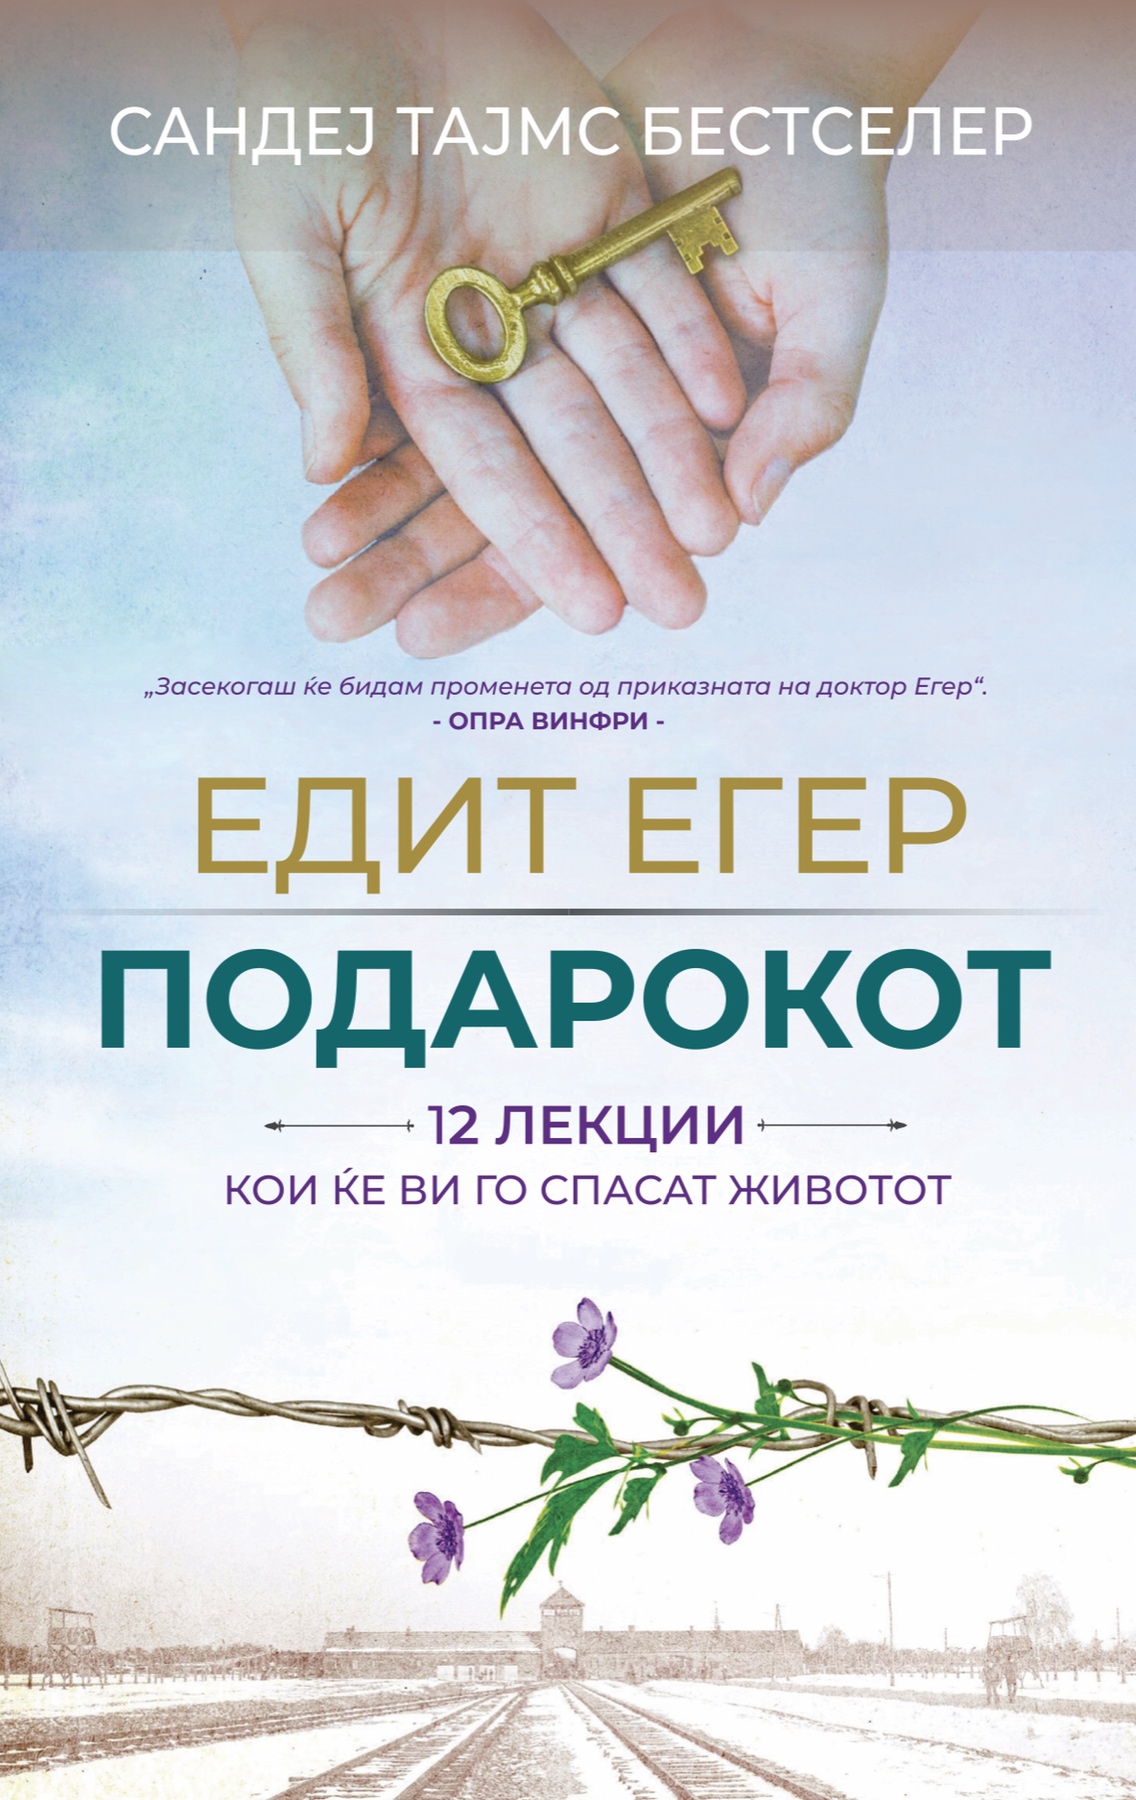 САНДЕЈ ТАЈМС БЕСТСЕЛЕР
„Засекогаш ќе бидам променета од приказната на доктор Егер“.
- ОПРА ВИНФРИ -
ЕДИТ ЕГЕР
ПОДАРОКОТ
12 ЛЕКЦИИ
КОИ ЌЕ ВИ ГО СПАСАТ ЖИВОТОТ